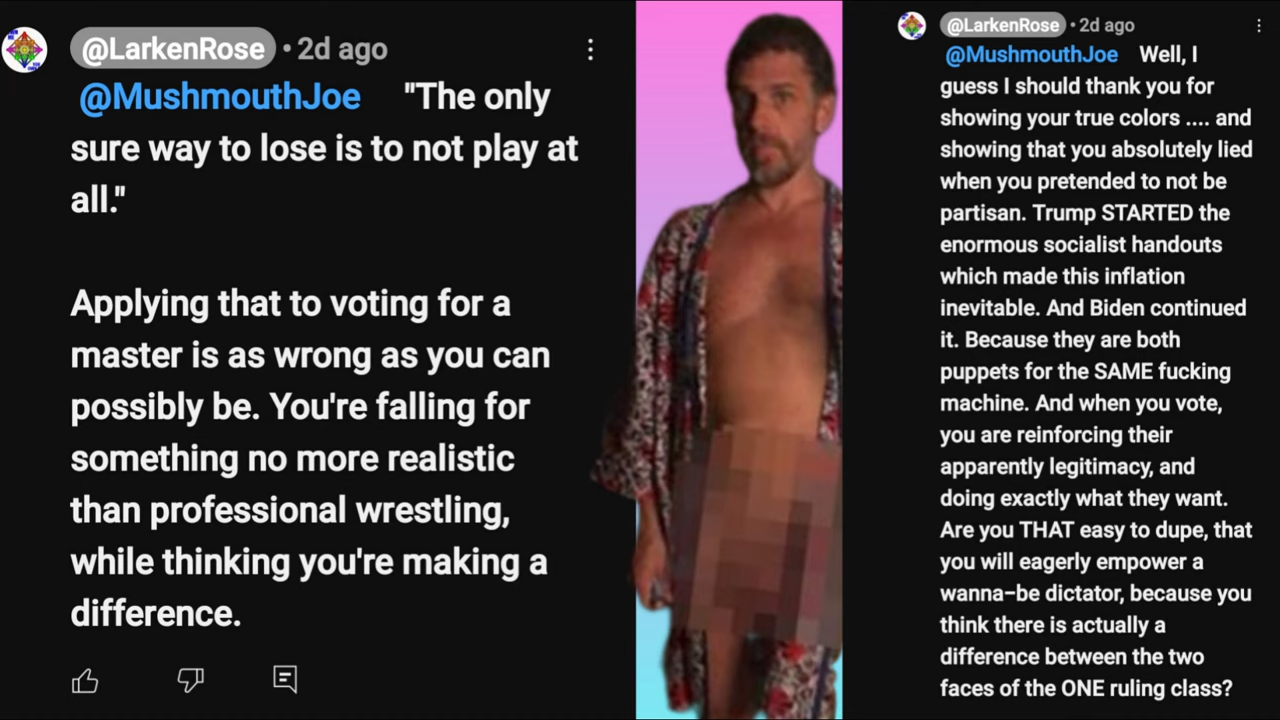 @LarkenRose • 2d ago
@MushmouthJoe "The only
sure way to lose is to not play at
all."
Applying that to voting for a
master is as wrong as you can
possibly be. You're falling for
something no more realistic
than professional wrestling,
while thinking you're making a
difference.
@LarkenRose • 2d ago
@MushmouthJoe Well, I
guess I should thank you for
showing your true colors .... and
showing that you absolutely lied
when you pretended to not be
partisan. Trump STARTED the
enormous socialist handouts
which made this inflation
inevitable. And Biden continued
it. Because they are both
puppets for the SAME fucking
machine. And when you vote,
you are reinforcing their
apparently legitimacy, and
doing exactly what they want.
Are you THAT easy to dupe, that
you will eagerly empower a
wanna-be dictator, because you
think there is actually a
difference between the two
faces of the ONE ruling class?